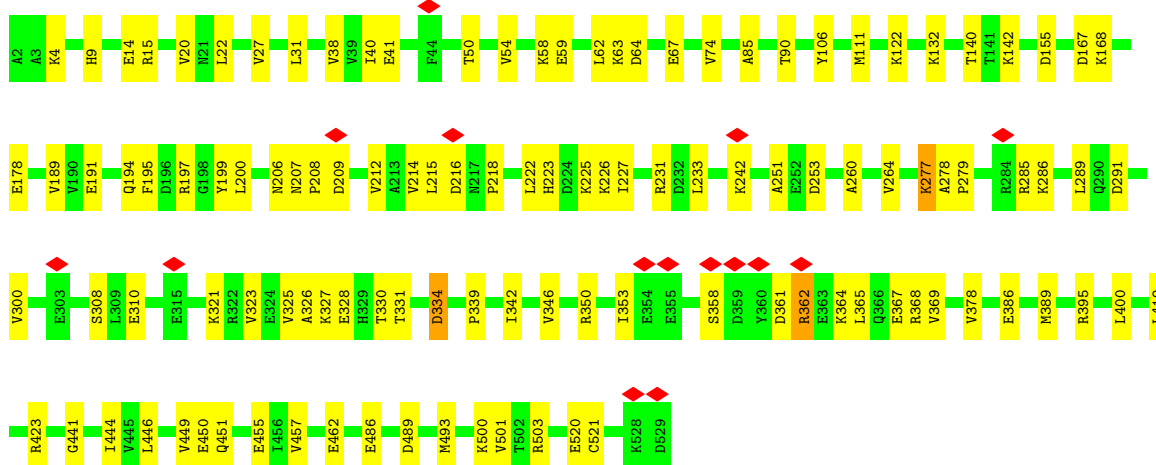 A2 A3 K4 H9 E14 R15 V20 N21 L22 V27 L31 V38 V39 I40 E41 F44 T50 V54 K58 E59 L62 K63 D64 E67 V74 A85 T90 Y106 M111 K122 K132 T140 T141 K142 D155 D167 K168
E178 V189 V190 E191 Q194 F195 D196 R197 G198 Y199 L200 N206 N207 P208 D209 V212 A213 V214 L215 D216 N217 P218 L222 H223 D224 K225 K226 I227 R231 D232 L233 K242 A251 E252 D253 A260 V264 K277 A278 P279 R284 R285 K286 L289 Q290 D291
V300 E303 S308 L309 E310 E315 K321 R322 V323 E324 V325 A326 K327 E328 H329 T330 T331 D334 P339 I342 V346 R350 I353 E354 E355 S358 D359 Y360 D361 R362 E363 K364 L365 Q366 E367 R368 V369 V378 E386 M389 R395 L400
R423 G441 I444 V445 L446 V449 E450 Q451 E455 I456 V457 E462 E486 D489 M493 K500 V501 T502 R503 E520 C521 K528 D529